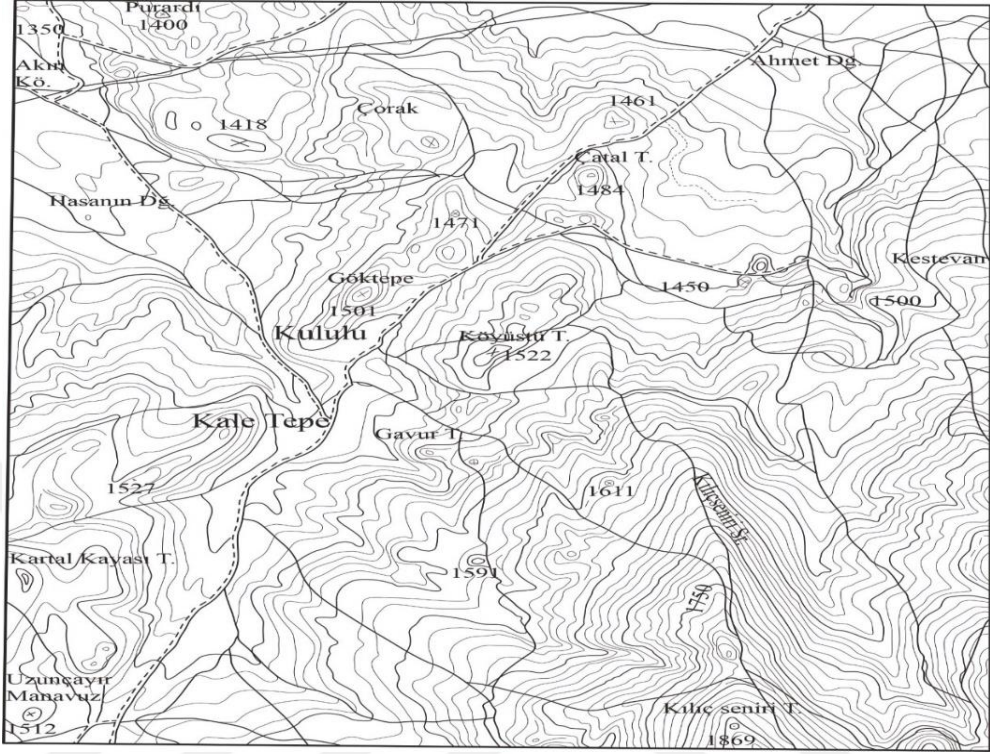 Purardı
1400
1350
Akın
Kö.
Ahmet Dğ.
1461
Çorak
1418
Çatal T.
1484
Hasanın Dğ.
1471
Kestevan
Göktepe
1450
1501
1500
Kululu
Köyüstü T.
1522
Kale Tepe
Gavur T.
1527
1611
Kılıçseniri Sr.
Kartal Kayası T.
1591
1750
Uzunçayır
Manavuz
1512
Kılıç seniri T.
1869